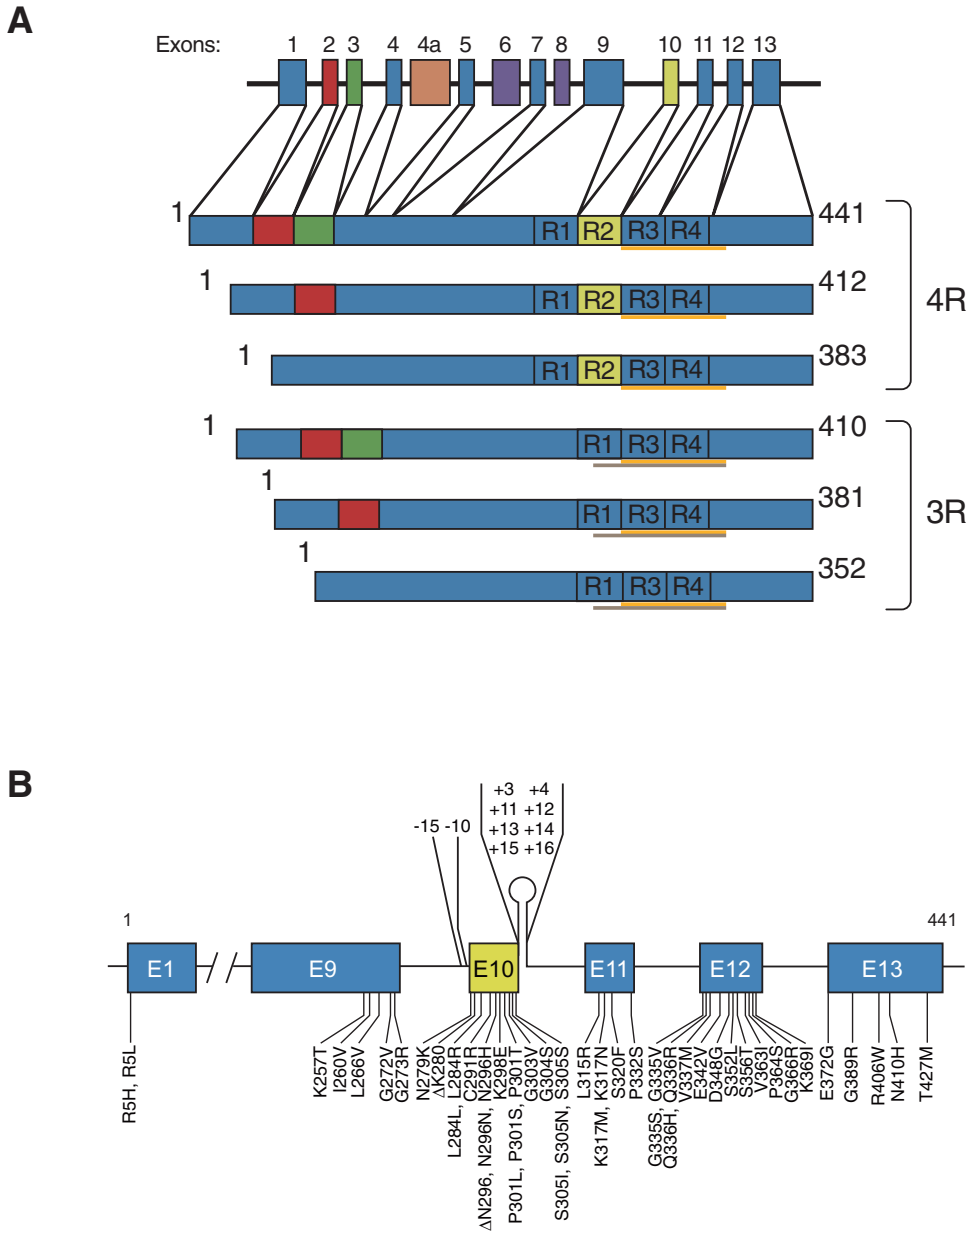 A
Exons: 1 2 3 4 4a 5 6 7 8 9 10 11 12 13
1 441
R1 R2 R3 R4
1 412
R1 R2 R3 R4
4R
1 383
R1 R2 R3 R4
1 410
R1 R3 R4
1 381
R1 R3 R4
3R
1 352
R1 R3 R4
B
+3 +4
+11 +12
-15 -10 +13 +14
+15 +16
1 441
E1 E9 E10 E11 E12 E13
R5H, R5L
K257T
I260V
L266V
G272V
G273R
N279K
ΔK280
L284L, L284R
C291R
ΔN296, N296N, N296H
K298E
P301L, P301S, P301T
G303V
G304S
S305I, S305N, S305S
L315R
K317M, K317N
S320F
P332S
G335S, G335V
Q336H, Q336R
V337M
E342V
D348G
S352L
S356T
V363I
P364S
G366R
K369I
E372G
G389R
R406W
N410H
T427M